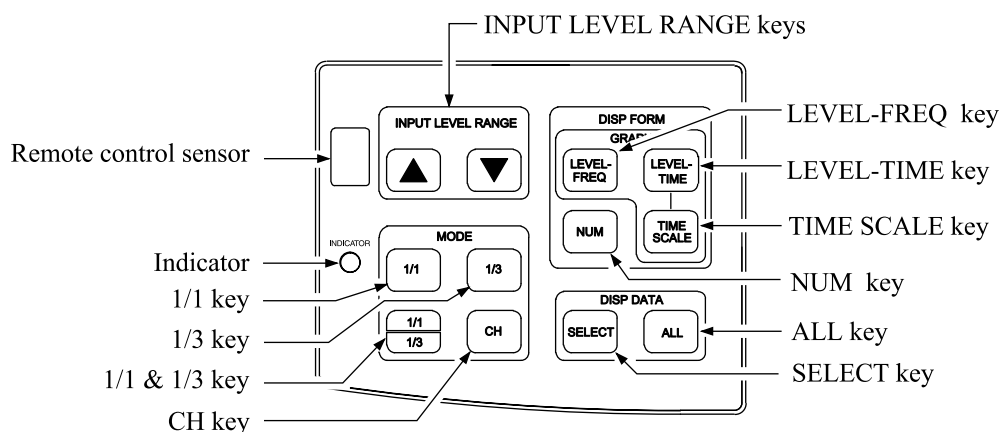 INPUT LEVEL RANGE keys
INPUT LEVEL RANGE
DISP FORM
GRAP
LEVEL-FREQ key
Remote control sensor
LEVEL-
FREQ
LEVEL-
TIME
LEVEL-TIME key
NUM
TIME
SCALE
TIME SCALE key
INDICATOR
MODE
Indicator
1/1
1/3
NUM key
1/1 key
DISP DATA
1/3 key
1/1
1/3
CH
SELECT
ALL
ALL key
1/1 & 1/3 key
SELECT key
CH key